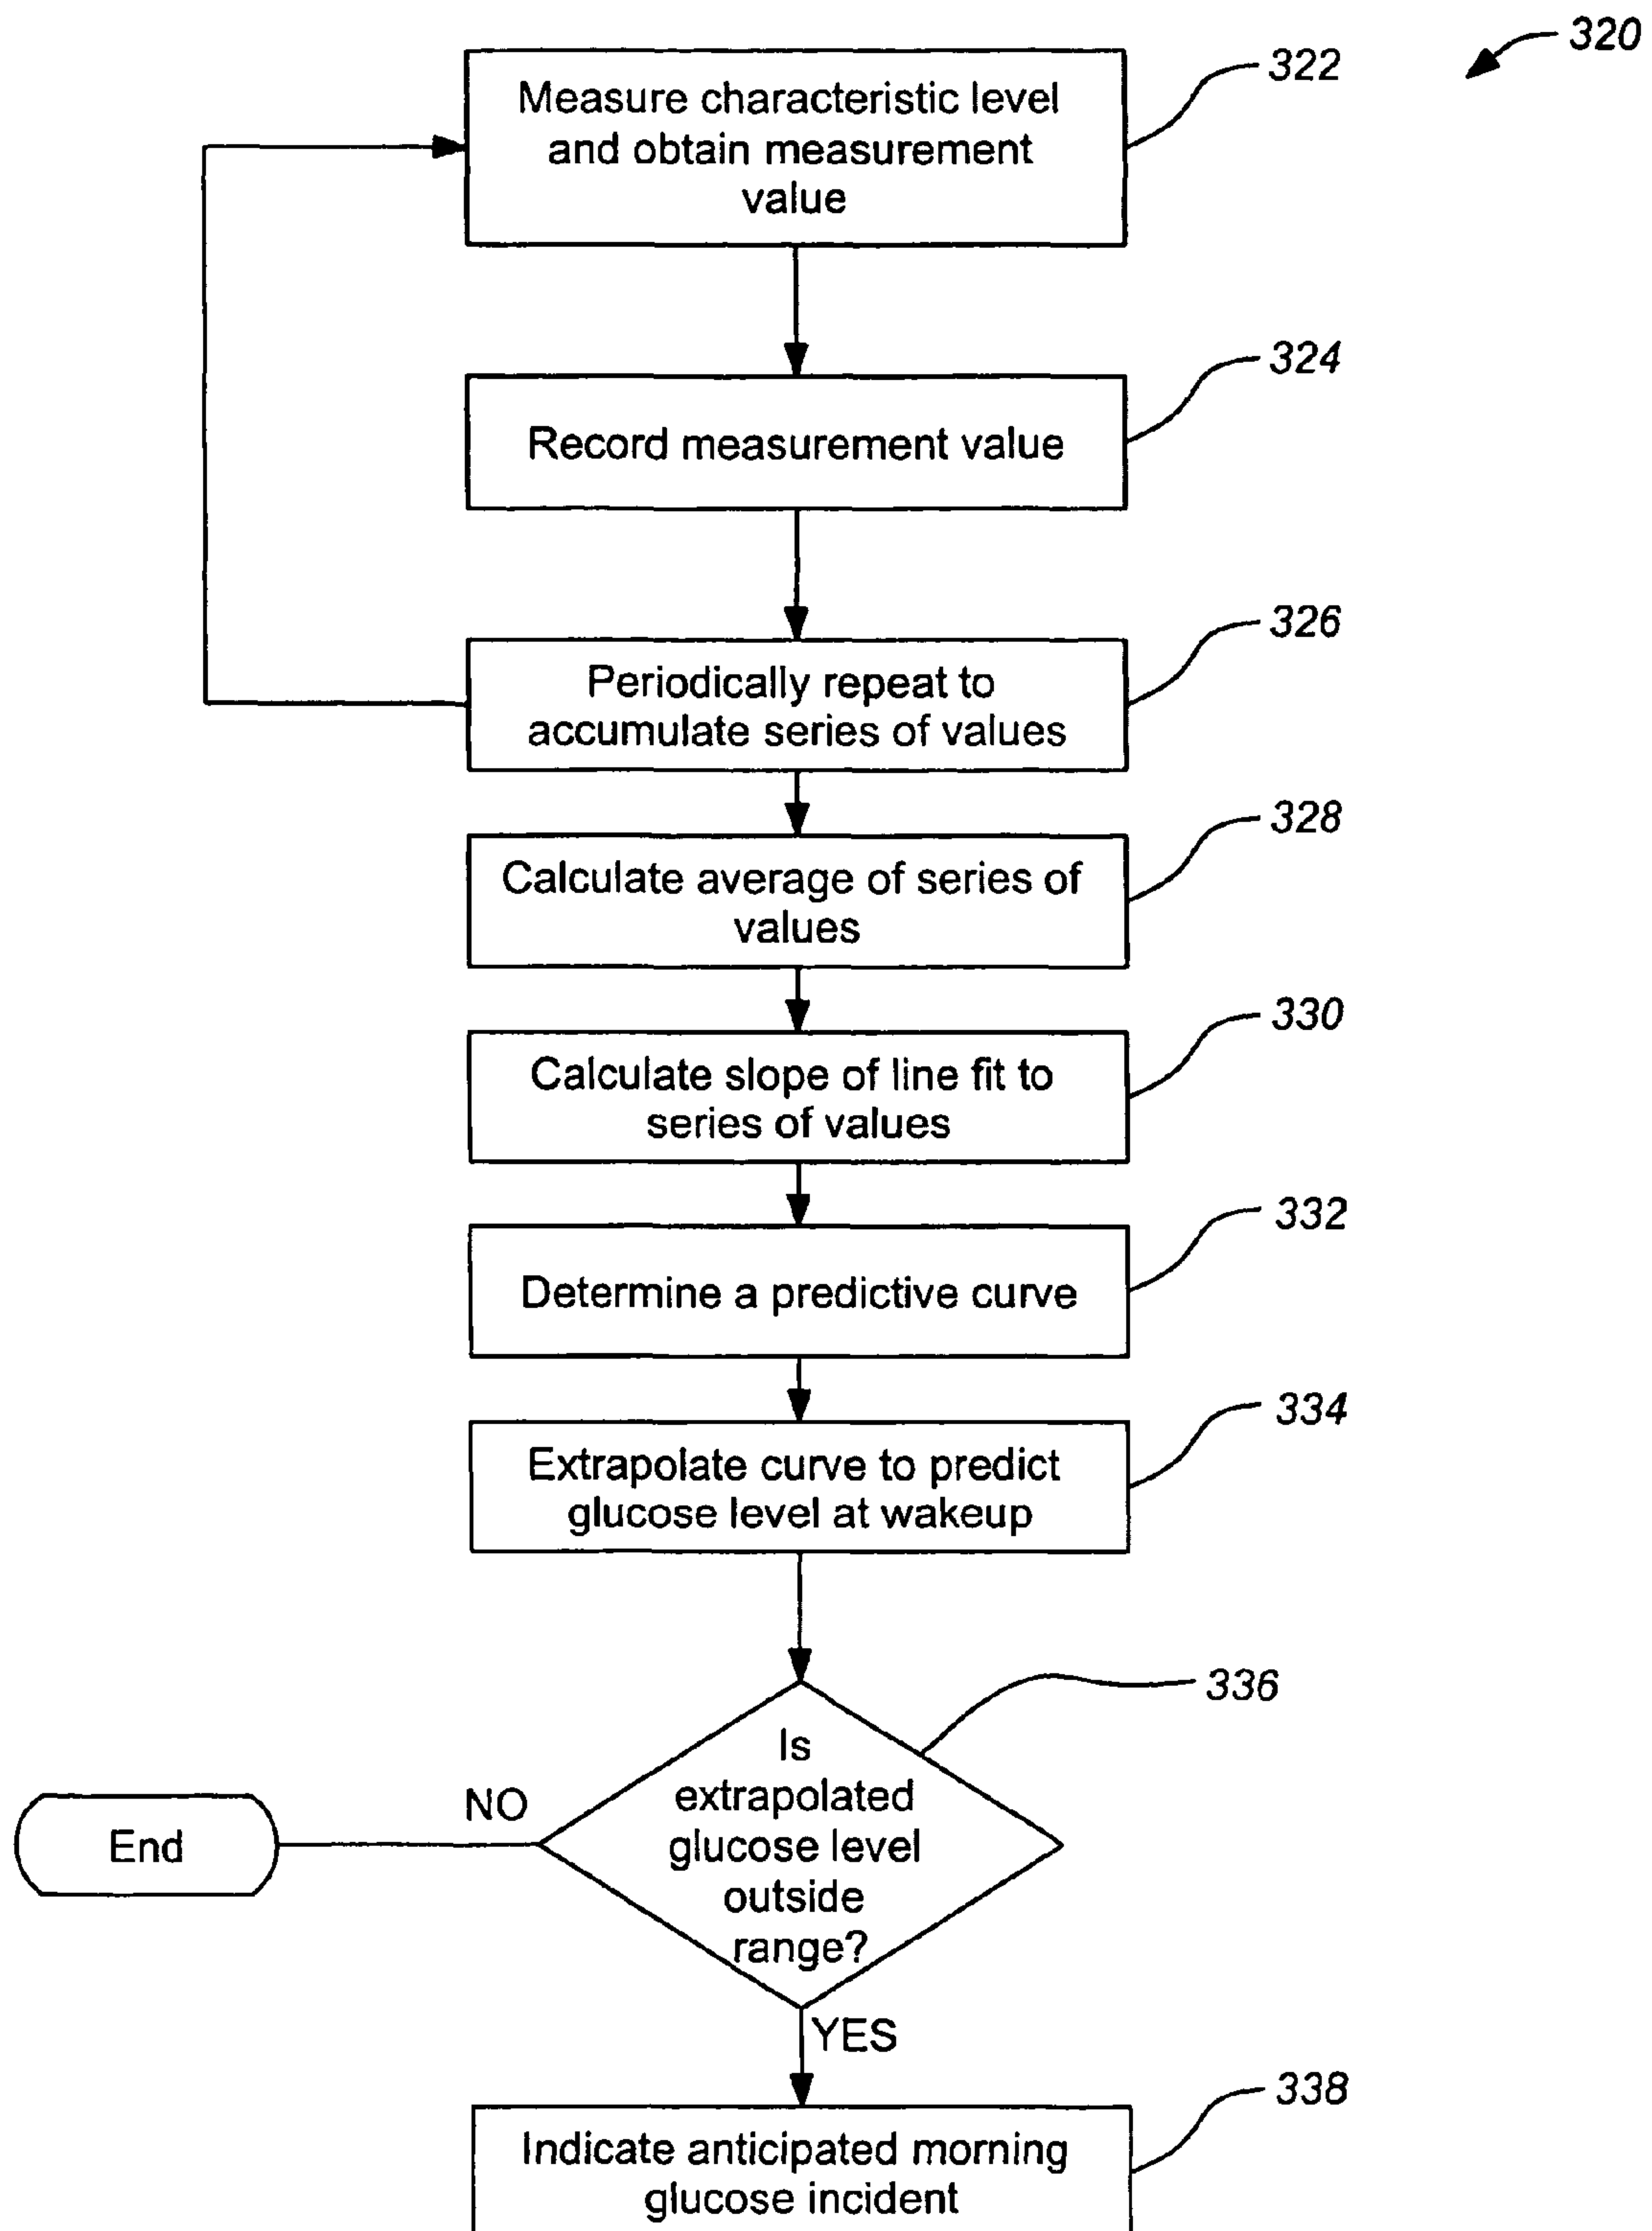 320
322
Measure characteristic level
and obtain measurement
value
324
Record measurement value
326
Periodically repeat to
accumulate series of values
328
Calculate average of series of
values
330
Calculate slope of line fit to
series of values
332
Determine a predictive curve
334
Extrapolate curve to predict
glucose level at wakeup
336
Is
extrapolated
glucose level
outside
range?
NO
End
YES
338
Indicate anticipated morning
glucose incident